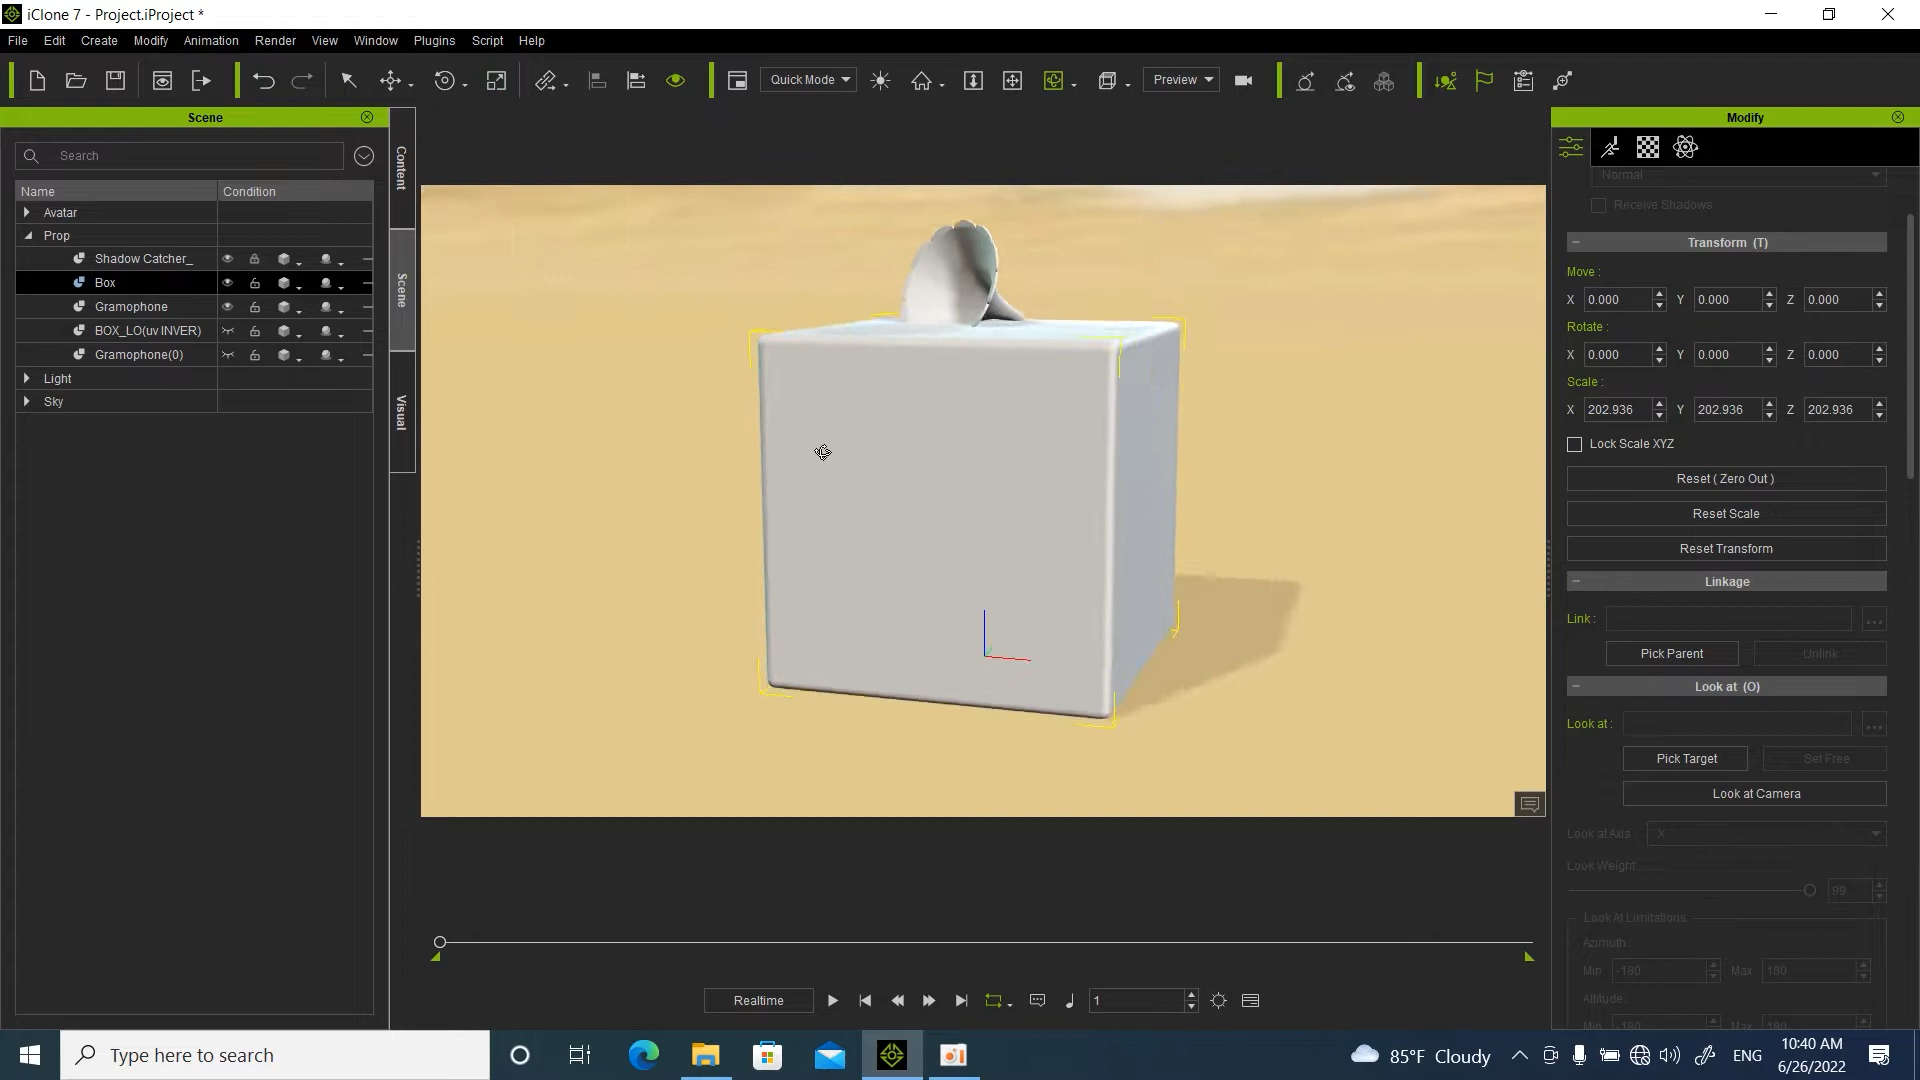 iClone 7 - Project.iProject *
File Edit Create Modify Animation Render View Window Plugins Script Help
Quick Mode Preview
Scene
Search
Name Condition
Avatar
Prop
Shadow Catcher_
Box
Gramophone
BOX_LO(uv INVER)
Gramophone(0)
Light
Sky
Content
Scene
Visual
Modify
Normal
Receive Shadows
Transform (T)
Move :
X 0.000 Y 0.000 Z 0.000
Rotate :
X 0.000 Y 0.000 Z 0.000
Scale :
X 202.936 Y 202.936 Z 202.936
Lock Scale XYZ
Reset ( Zero Out )
Reset Scale
Reset Transform
Linkage
Link :
...
Pick Parent Unlink
Look at (O)
Look at :
...
Pick Target Set Free
Look at Camera
Look at Axis : X
Look Weight
99
Look At Limitations
Azimuth:
Min -180 Max 180
Altitude:
Min -180 Max 180
Realtime 1
Type here to search
85°F Cloudy
ENG
10:40 AM
6/26/2022